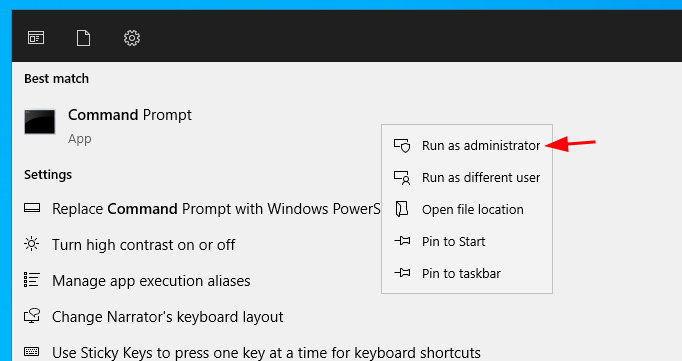 Best match
Command Prompt
App
Run as administrator
Settings
Run as different user
Replace Command Prompt with Windows PowerS
Open file location
Turn high contrast on or off
Pin to Start
Manage app execution aliases
Pin to taskbar
Change Narrator's keyboard layout
Use Sticky Keys to press one key at a time for keyboard shortcuts